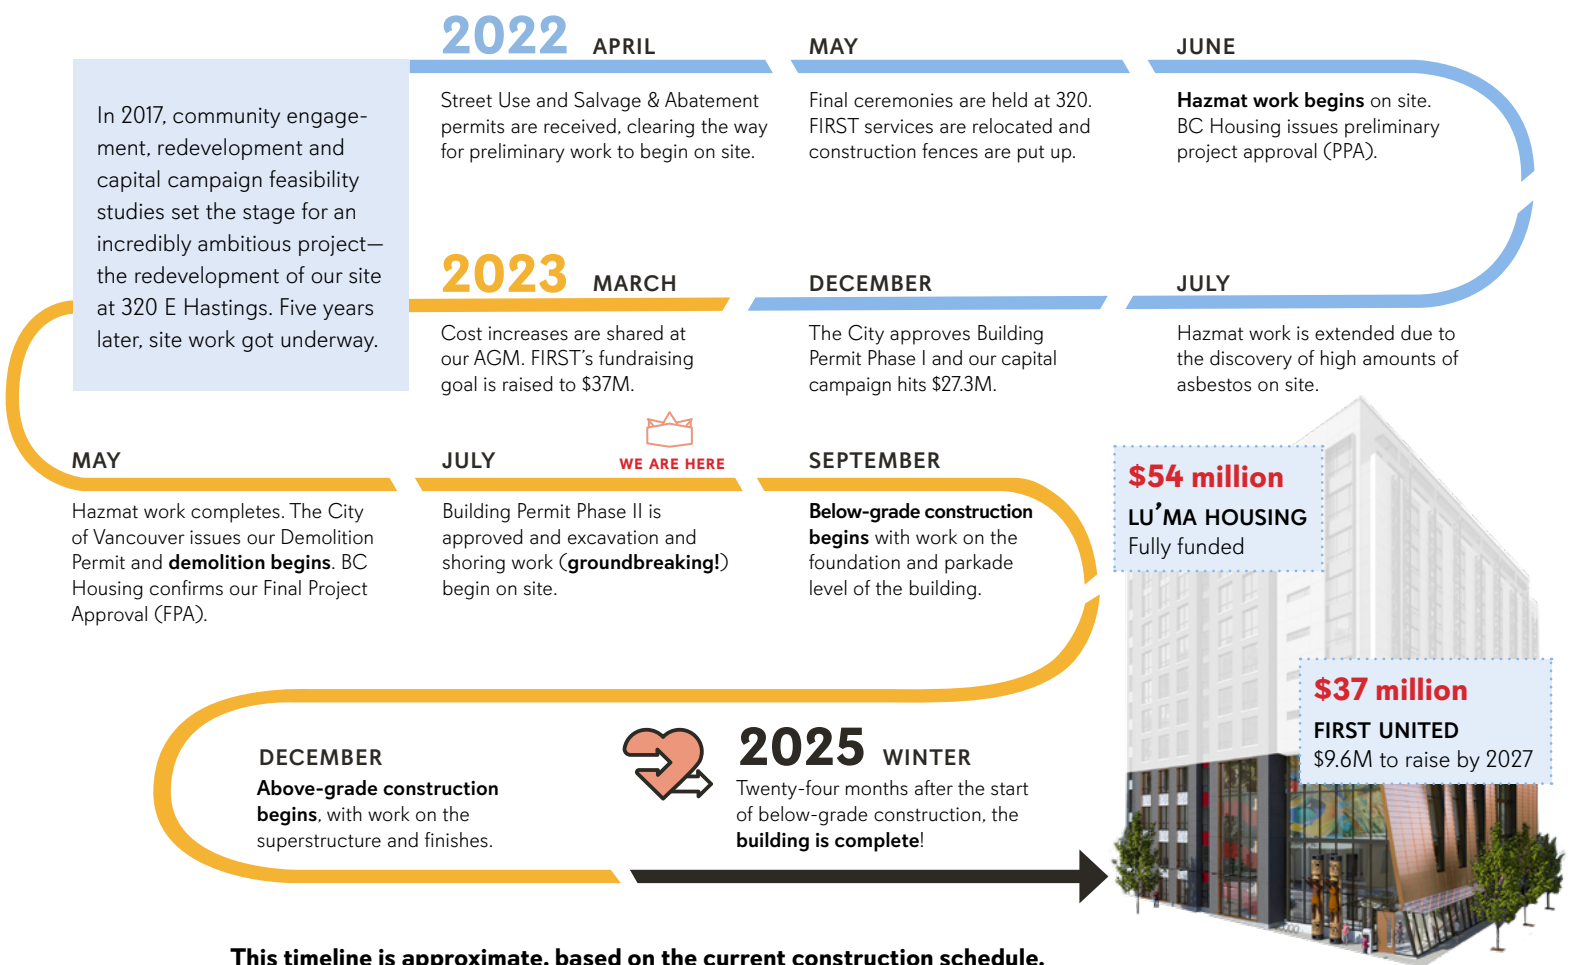 In 2017, community engage-
ment, redevelopment and
capital campaign feasibility
studies set the stage for an
incredibly ambitious project—
the redevelopment of our site
at 320 E Hastings. Five years
later, site work got underway.
2022 APRIL
Street Use and Salvage & Abatement
permits are received, clearing the way
for preliminary work to begin on site.
MAY
Final ceremonies are held at 320.
FIRST services are relocated and
construction fences are put up.
JUNE
Hazmat work begins on site.
BC Housing issues preliminary
project approval (PPA).
JULY
Hazmat work is extended due to
the discovery of high amounts of
asbestos on site.
DECEMBER
The City approves Building
Permit Phase I and our capital
campaign hits $27.3M.
2023 MARCH
Cost increases are shared at
our AGM. FIRST’s fundraising
goal is raised to $37M.
MAY
Hazmat work completes. The City
of Vancouver issues our Demolition
Permit and demolition begins. BC
Housing confirms our Final Project
Approval (FPA).
JULY
WE ARE HERE
Building Permit Phase II is
approved and excavation and
shoring work (groundbreaking!)
begin on site.
SEPTEMBER
Below-grade construction
begins with work on the
foundation and parkade
level of the building.
DECEMBER
Above-grade construction
begins, with work on the
superstructure and finishes.
2025 WINTER
Twenty-four months after the start
of below-grade construction, the
building is complete!
$54 million
LU’MA HOUSING
Fully funded
$37 million
FIRST UNITED
$9.6M to raise by 2027
This timeline is approximate, based on the current construction schedule.